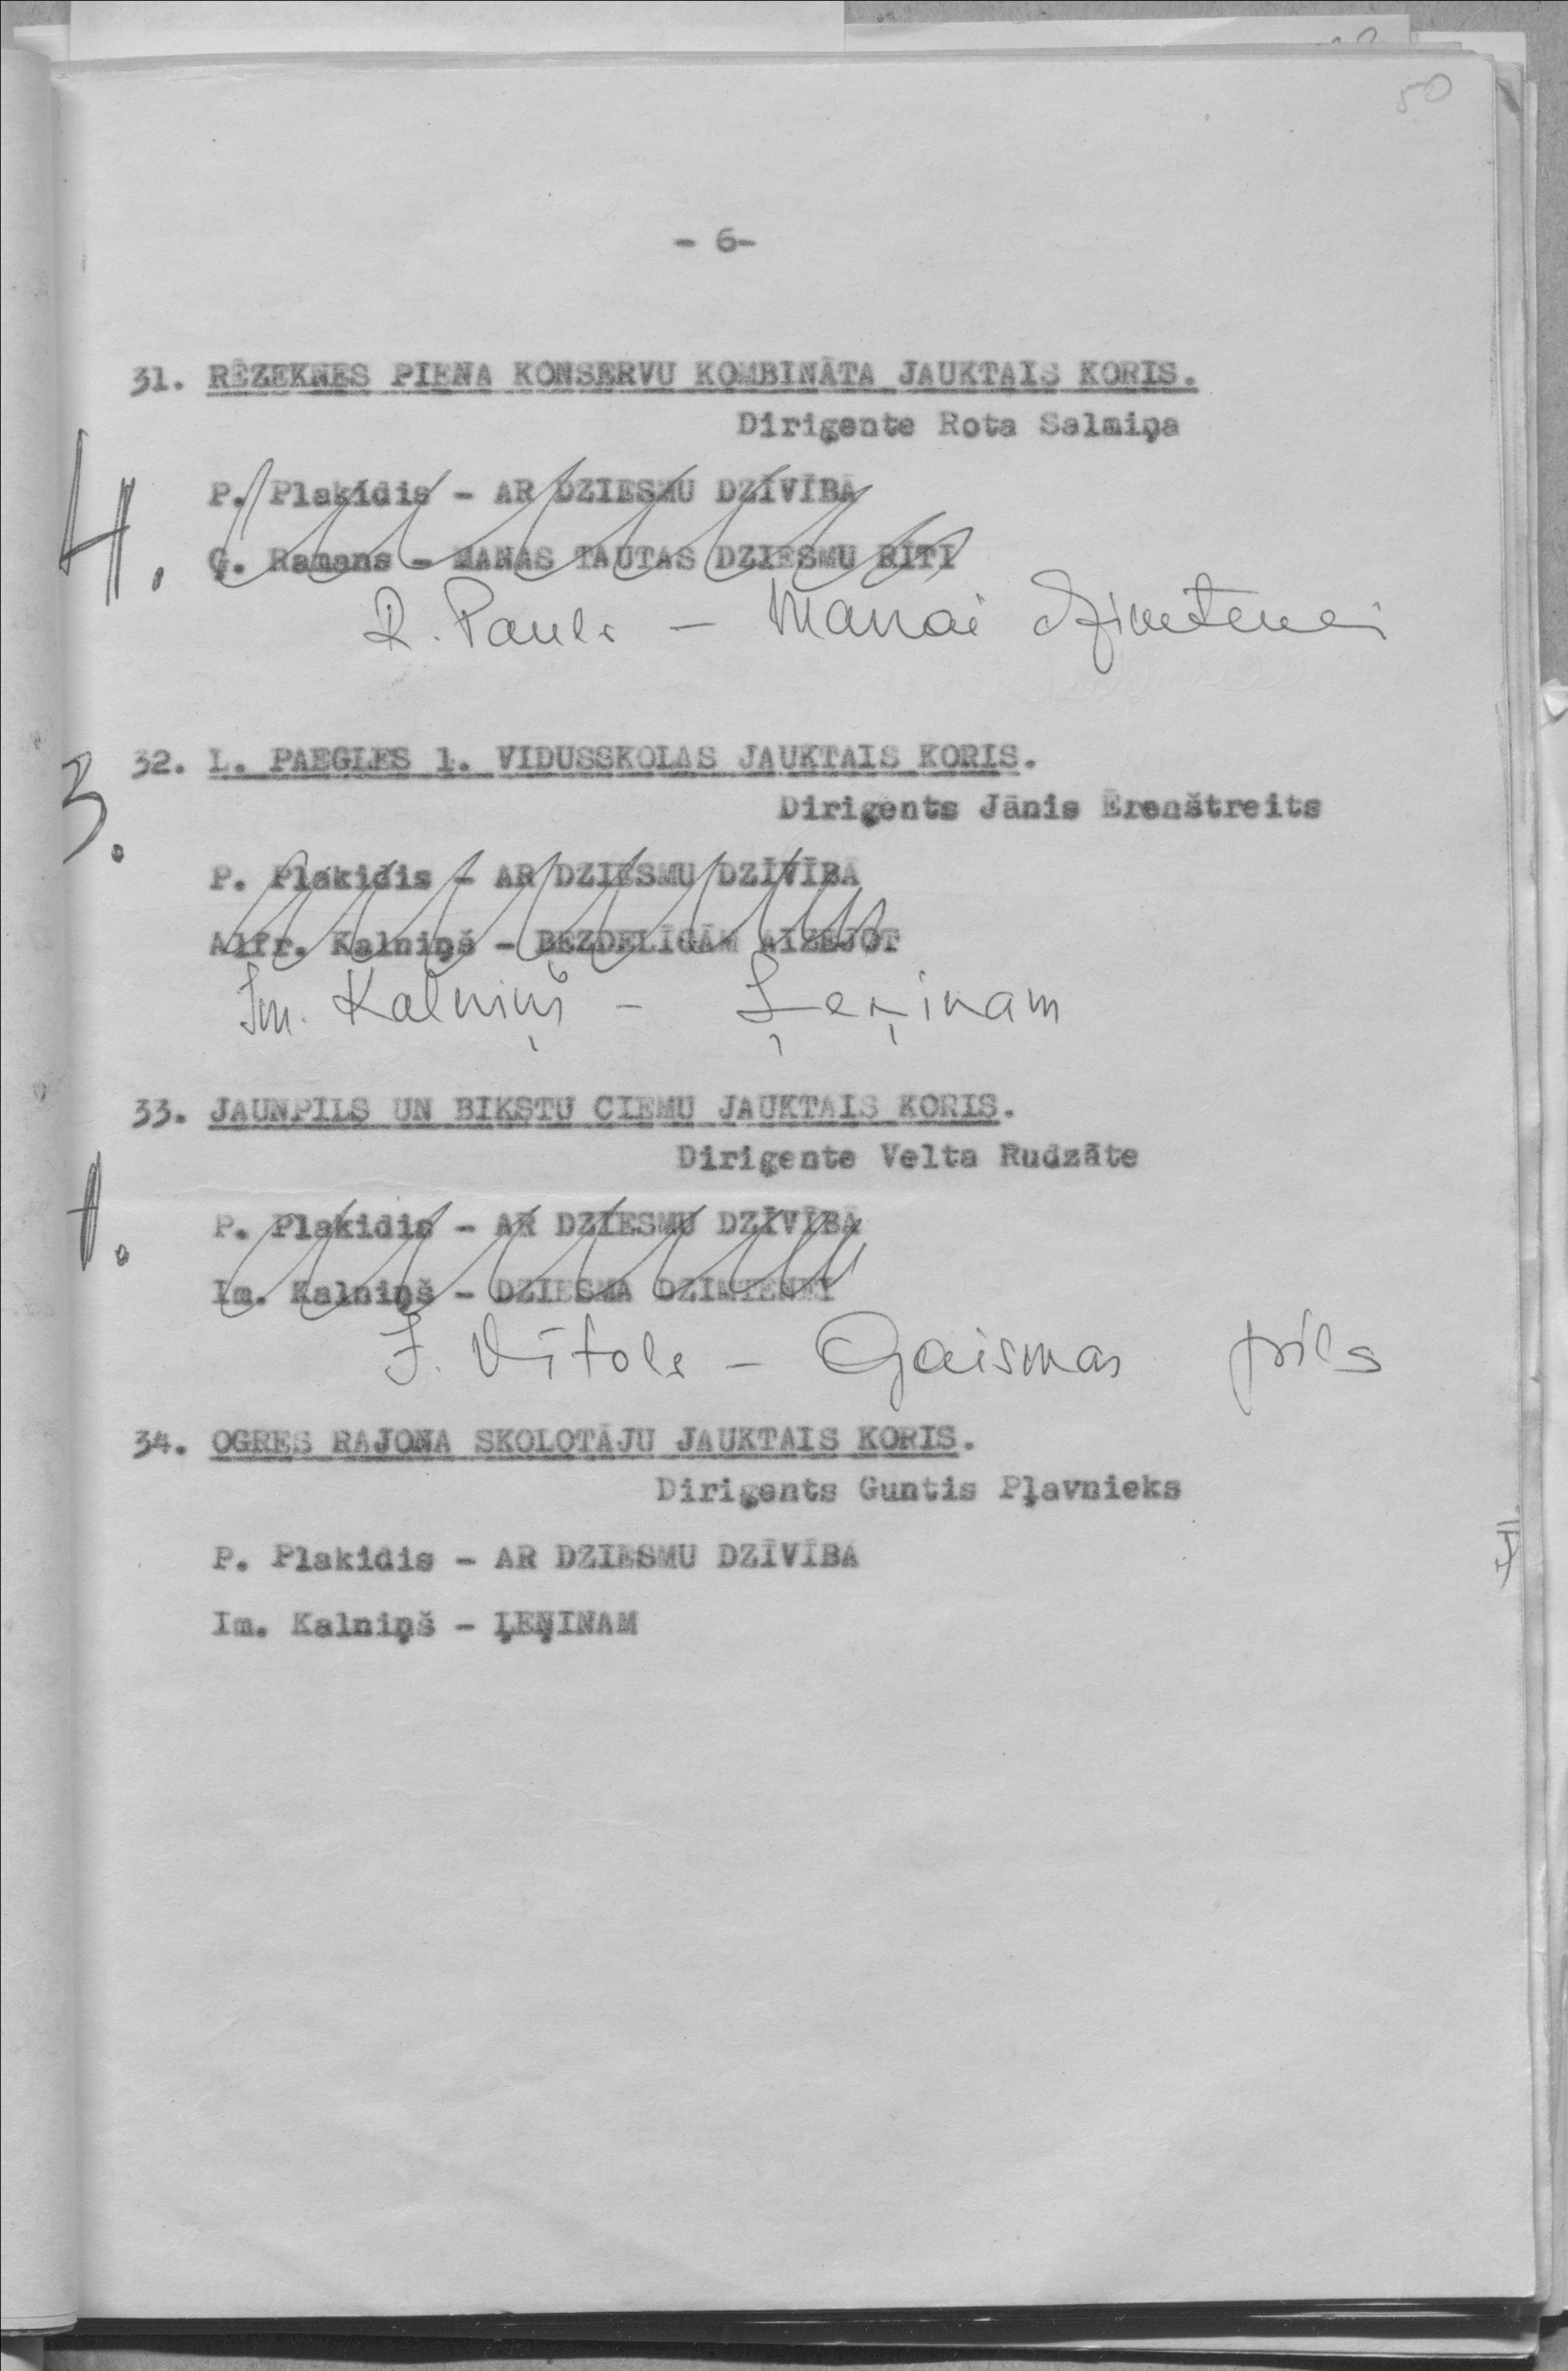 50
- 6-
31. RĒZEKNES PIENA KONSERVU KOMBINĀTA JAUKTAIS KORIS.
Diriģente Rota Salmiņa
4.
P. Plakidis - AR DZIESMU DZĪVĪBĀ
Ģ. Ramans - MANAS TAUTAS DZIESMU RĪTI
R. Pauls - Manai dzimtenei
32. L. PAEGLES 1. VIDUSSKOLAS JAUKTAIS KORIS.
3.
Diriģents Jānis Ērenštreits
P. Plakidis - AR DZIESMU DZĪVĪBĀ
Alfr. Kalniņš - BEZDELĪGĀM AIZEJOT
Im. Kalniņš - Ļeņinam
33. JAUNPILS UN BIKSTU CIEMU JAUKTAIS KORIS.
Diriģente Velta Rudzāte
1.
P. Plakidis - AR DZIESMU DZĪVĪBĀ
Im. Kalniņš - DZIESMA DZIMTENEI
J. Vītols - Gaismas pils
34. OGRES RAJONA SKOLOTĀJU JAUKTAIS KORIS.
Diriģents Guntis Pļavnieks
P. Plakidis - AR DZIESMU DZĪVĪBA
Im. Kalniņš - ĻEŅINAM